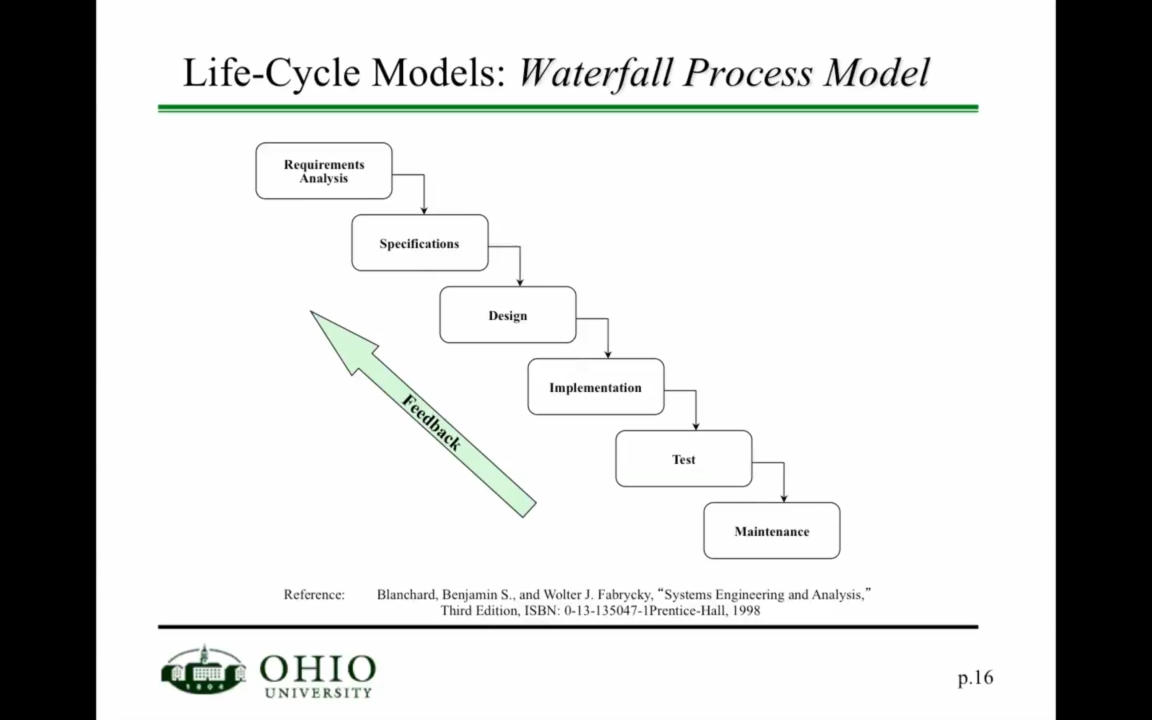 Life-Cycle Models: Waterfall Process Model
Requirements
Analysis
Specifications
Design
Implementation
Feedback
Test
Maintenance
Reference: Blanchard, Benjamin S., and Wolter J. Fabrycky, “Systems Engineering and Analysis,”
Third Edition, ISBN: 0-13-135047-1Prentice-Hall, 1998
1804
OHIO
UNIVERSITY
p.16